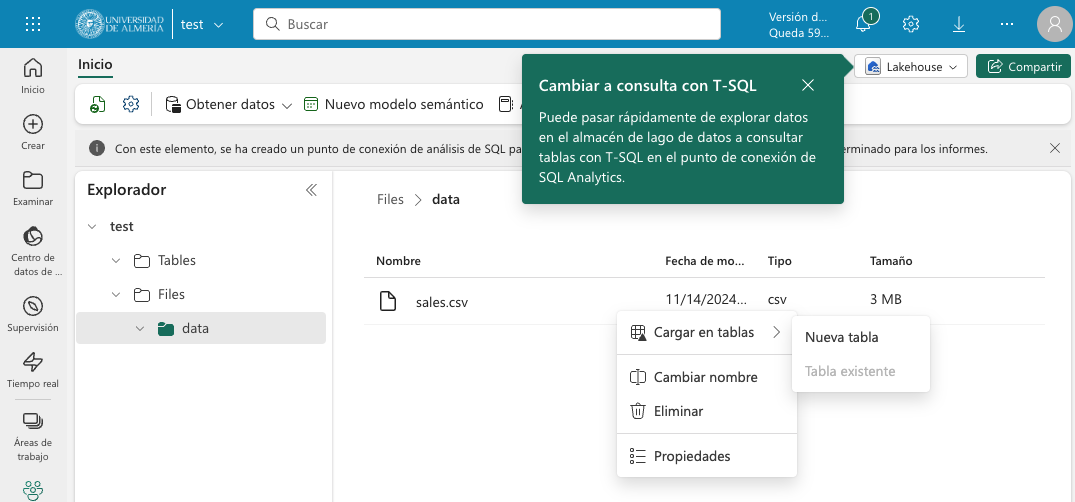 UNIVERSIDAD
DE ALMERÍA
test
Buscar
Versión d...
Queda 59...
1
Inicio
Crear
Examinar
Centro de
datos de ...
Supervisión
Tiempo real
Áreas de
trabajo
Inicio
Lakehouse
Compartir
Obtener datos
Nuevo modelo semántico
Con este elemento, se ha creado un punto de conexión de análisis de SQL pa
erminado para los informes.
Cambiar a consulta con T-SQL
Puede pasar rápidamente de explorar datos
en el almacén de lago de datos a consultar
tablas con T-SQL en el punto de conexión de
SQL Analytics.
Explorador
test
Tables
Files
data
Files > data
Nombre Fecha de mo... Tipo Tamaño
sales.csv 11/14/2024... csv 3 MB
Cargar en tablas
Cambiar nombre
Eliminar
Propiedades
Nueva tabla
Tabla existente